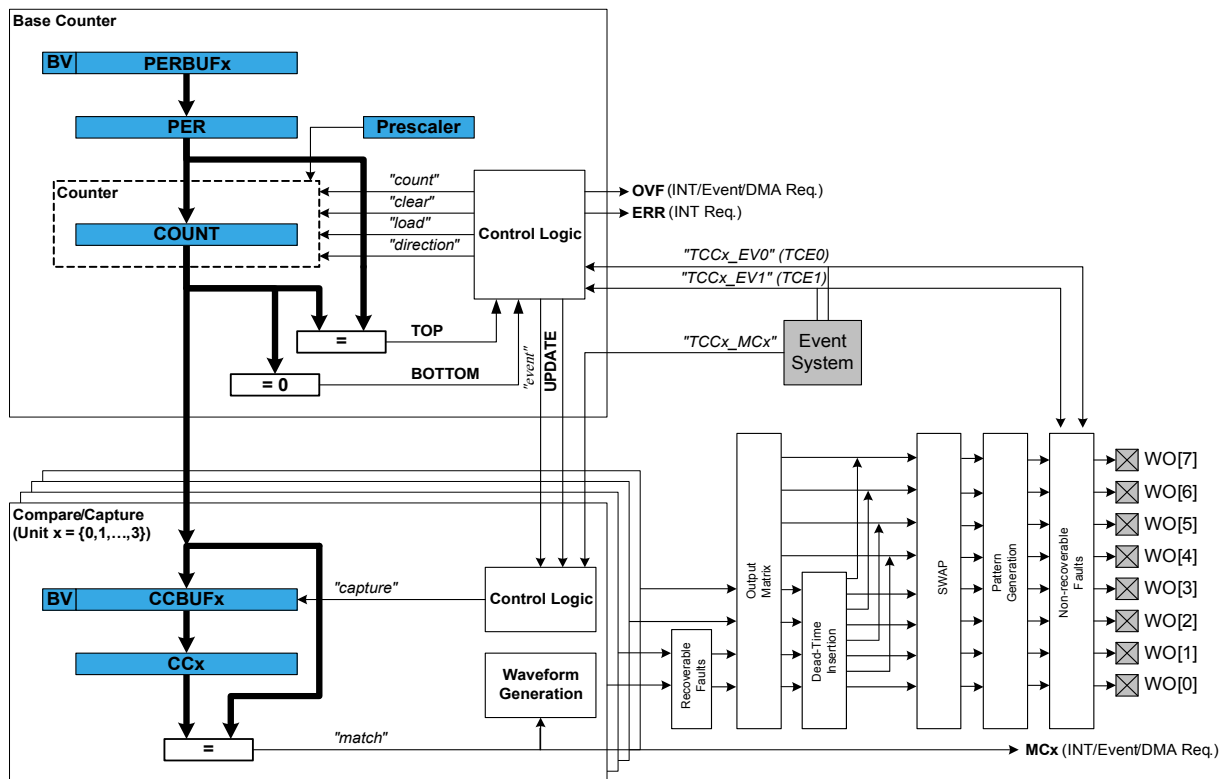 Base Counter
BV PERBUFx
PER
Prescaler
Counter
COUNT
"count"
"clear"
"load"
"direction"
Control Logic
OVF (INT/Event/DMA Req.)
ERR (INT Req.)
"TCCx_EV0" (TCE0)
"TCCx_EV1" (TCE1)
"TCCx_MCx"
Event
System
=
TOP
= 0
BOTTOM
"event"
UPDATE
Compare/Capture
(Unit x = {0,1,…,3})
BV CCBUFx
"capture"
Control Logic
CCx
Waveform
Generation
=
"match"
Recoverable
Faults
Output
Matrix
Dead-Time
Insertion
SWAP
Pattern
Generation
Non-recoverable
Faults
WO[7]
WO[6]
WO[5]
WO[4]
WO[3]
WO[2]
WO[1]
WO[0]
MCx (INT/Event/DMA Req.)